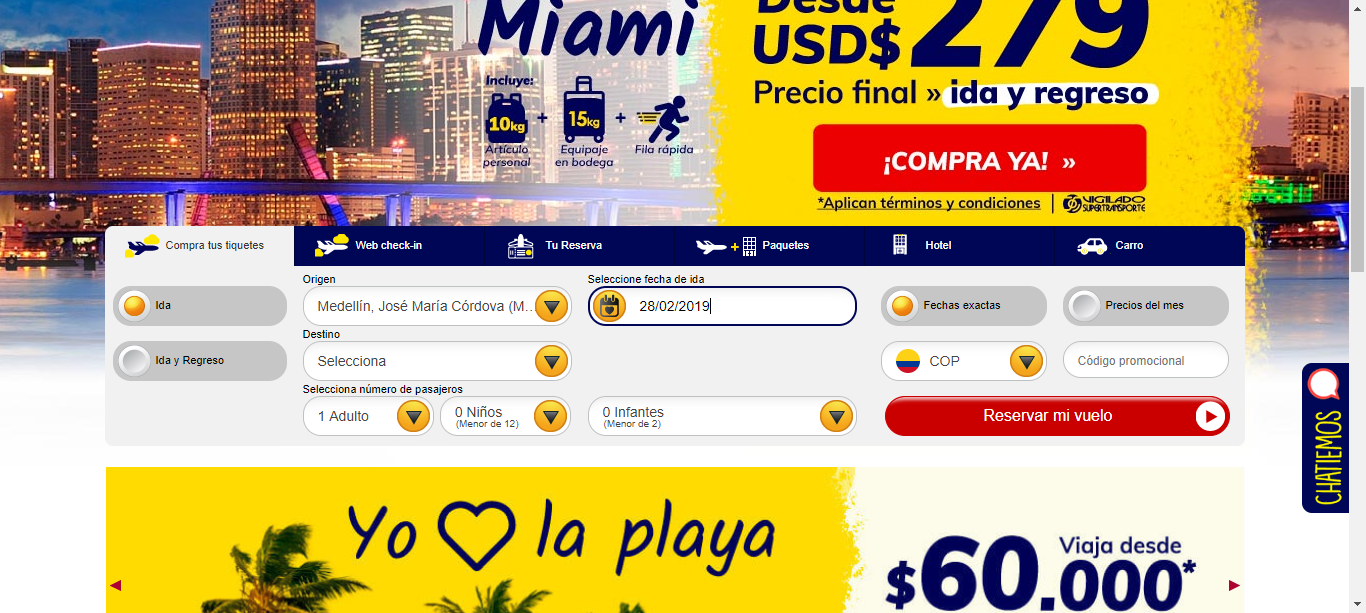 Miami
Incluye:
10kg
+
15kg
+
Artículo
personal
Equipaje
en bodega
Fila rápida
Desde
USD$ 279
Precio final » ida y regreso
¡COMPRA YA! »
*Aplican términos y condiciones
VIGILADO
SUPERTRANSPORTE
Compra tus tiquetes
Web check-in
Tu Reserva
Paquetes
Hotel
Carro
Origen
Seleccione fecha de ida
Ida
Medellín, José María Córdova (M...
28/02/2019
Fechas exactas
Precios del mes
Destino
Ida y Regreso
Selecciona
COP
Código promocional
Selecciona número de pasajeros
1 Adulto
0 Niños
(Menor de 12)
0 Infantes
(Menor de 2)
Reservar mi vuelo
CHATIEMOS
Yo la playa
Viaja desde
$60.000*